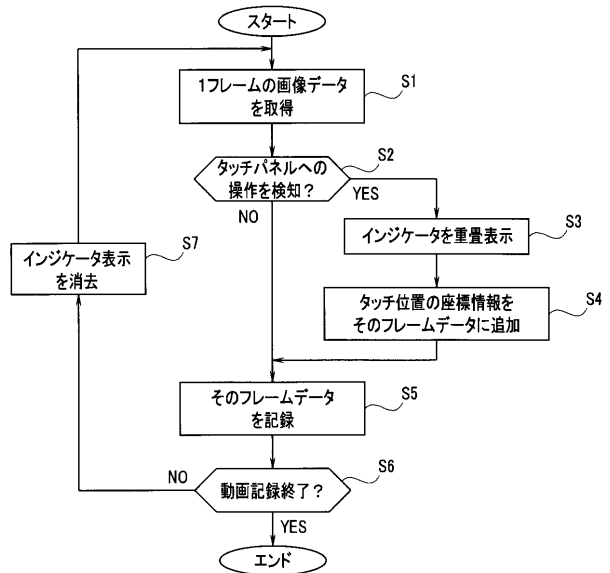 スタート
1フレームの画像データ
を取得
S1
タッチパネルへの
操作を検知？
S2
YES
NO
インジケータを重畳表示
S3
インジケータ表示
を消去
S7
タッチ位置の座標情報を
そのフレームデータに追加
S4
そのフレームデータ
を記録
S5
動画記録終了？
S6
NO
YES
エンド